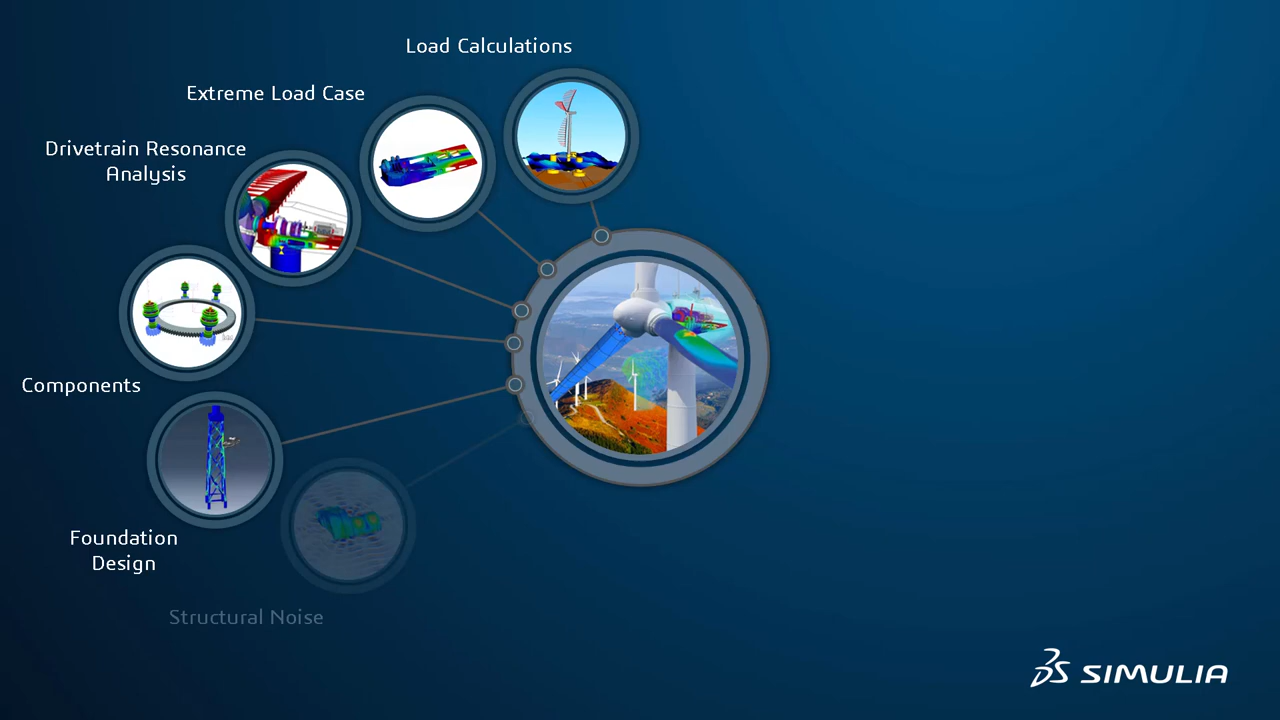 Load Calculations
Extreme Load Case
Drivetrain Resonance
Analysis
Components
Foundation
Design
Structural Noise
SIMULIA